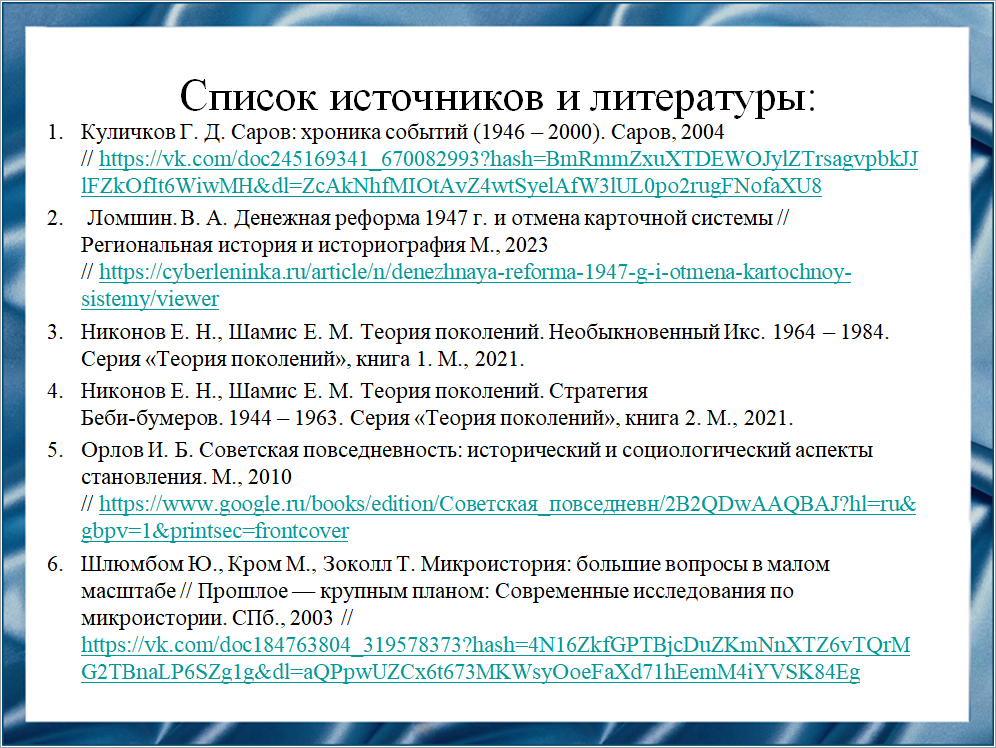 Список источников и литературы:
1. Куличков Г. Д. Саров: хроника событий (1946 – 2000). Саров, 2004
// https://vk.com/doc245169341_670082993?hash=BmRmmZxuXTDEWOJylZTrsagvpbkJJ
lFZkOfIt6WiwMH&dl=ZcAkNhfMIOtAvZ4wtSyelAfW3lUL0po2rugFNofaXU8
2. Ломшин. В. А. Денежная реформа 1947 г. и отмена карточной системы //
Региональная история и историография М., 2023
// https://cyberleninka.ru/article/n/denezhnaya-reforma-1947-g-i-otmena-kartochnoy-
sistemy/viewer
3. Никонов Е. Н., Шамис Е. М. Теория поколений. Необыкновенный Икс. 1964 – 1984.
Серия «Теория поколений», книга 1. М., 2021.
4. Никонов Е. Н., Шамис Е. М. Теория поколений. Стратегия
Беби-бумеров. 1944 – 1963. Серия «Теория поколений», книга 2. М., 2021.
5. Орлов И. Б. Советская повседневность: исторический и социологический аспекты
становления. М., 2010
// https://www.google.ru/books/edition/Советская_повседневн/2B2QDwAAQBAJ?hl=ru&
gbpv=1&printsec=frontcover
6. Шлюмбом Ю., Кром М., Зоколл Т. Микроистория: большие вопросы в малом
масштабе // Прошлое — крупным планом: Современные исследования по
микроистории. СПб., 2003 //
https://vk.com/doc184763804_319578373?hash=4N16ZkfGPTBjcDuZKmNnXTZ6vTQrM
G2TBnaLP6SZg1g&dl=aQPpwUZCx6t673MKWsyOoeFaXd71hEemM4iYVSK84Eg